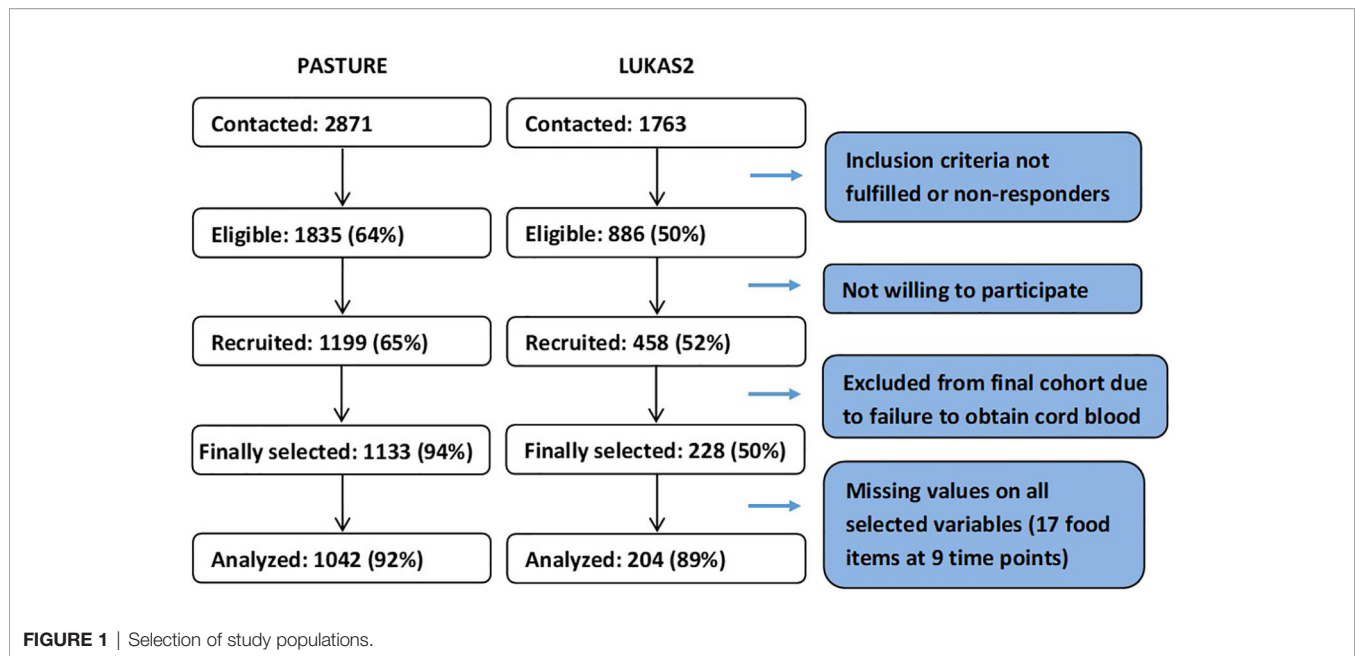 PASTURE
LUKAS2
Contacted: 2871
Contacted: 1763
Inclusion criteria not
fulfilled or non-responders
Eligible: 1835 (64%)
Eligible: 886 (50%)
Not willing to participate
Recruited: 1199 (65%)
Recruited: 458 (52%)
Excluded from final cohort due
to failure to obtain cord blood
Finally selected: 1133 (94%)
Finally selected: 228 (50%)
Missing values on all
selected variables (17 food
items at 9 time points)
Analyzed: 1042 (92%)
Analyzed: 204 (89%)
FIGURE 1 | Selection of study populations.